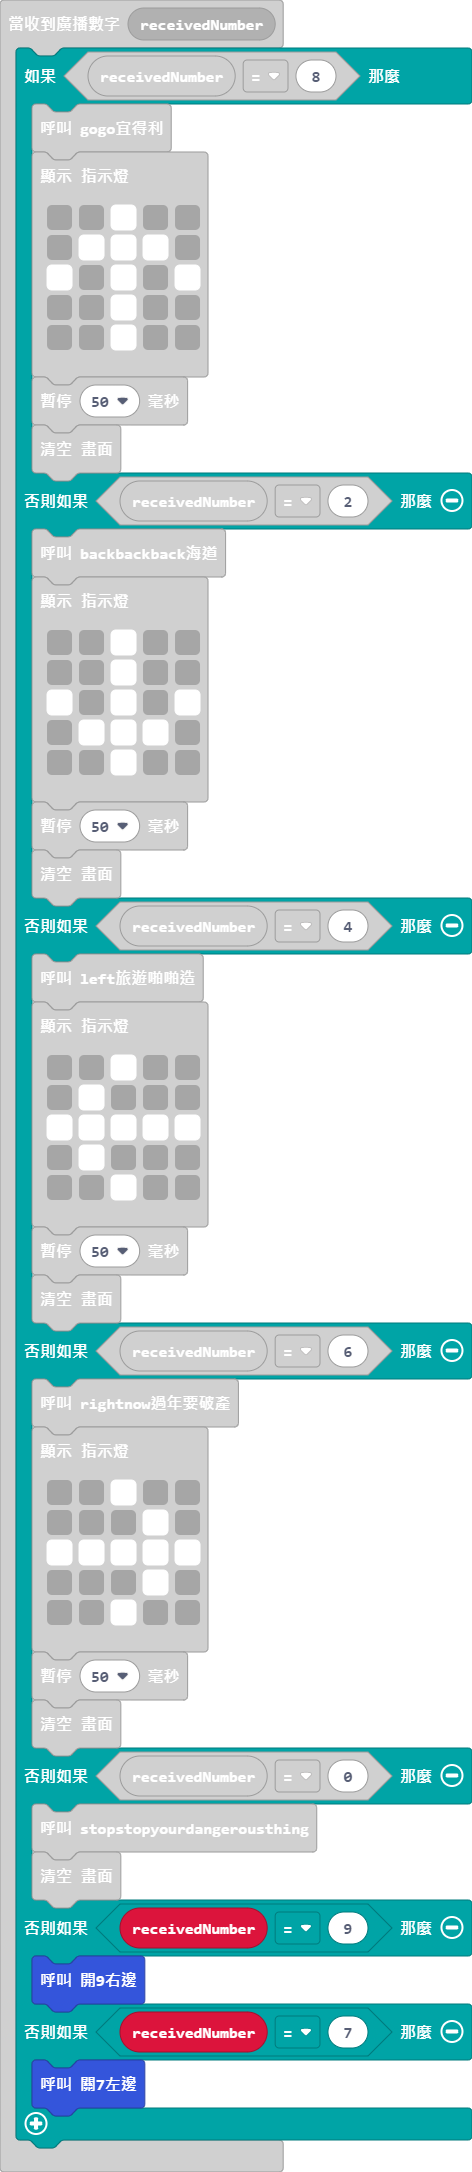 當收到廣播數字 receivedNumber
如果 receivedNumber = 8 那麼
呼叫 gogo宜得利
顯示 指示燈
暫停 50 毫秒
清空 畫面
否則如果 receivedNumber = 2 那麼
呼叫 backbackback海道
顯示 指示燈
暫停 50 毫秒
清空 畫面
否則如果 receivedNumber = 4 那麼
呼叫 left旅遊啪啪造
顯示 指示燈
暫停 50 毫秒
清空 畫面
否則如果 receivedNumber = 6 那麼
呼叫 rightnow過年要破產
顯示 指示燈
暫停 50 毫秒
清空 畫面
否則如果 receivedNumber = 0 那麼
呼叫 stopstopyourdangerousthing
清空 畫面
否則如果 receivedNumber = 9 那麼
呼叫 開9右邊
否則如果 receivedNumber = 7 那麼
呼叫 關7左邊